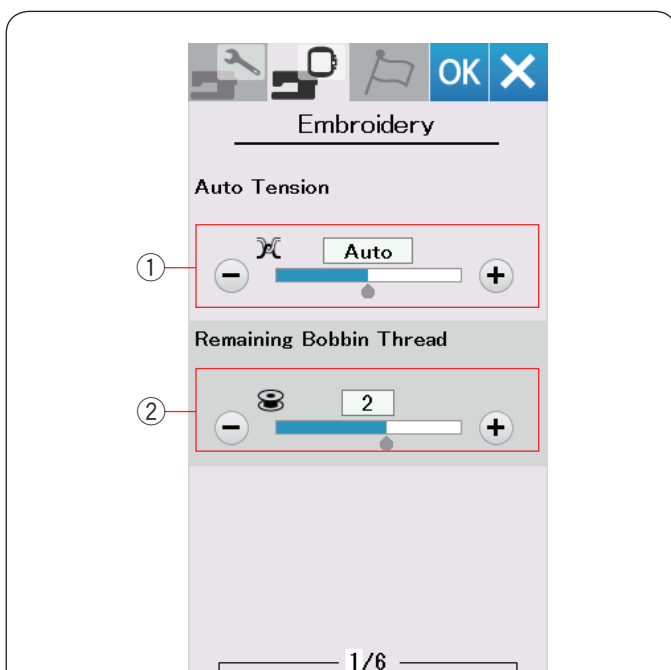 OK
Embroidery
Auto Tension
① Auto
Remaining Bobbin Thread
② 2
1/6